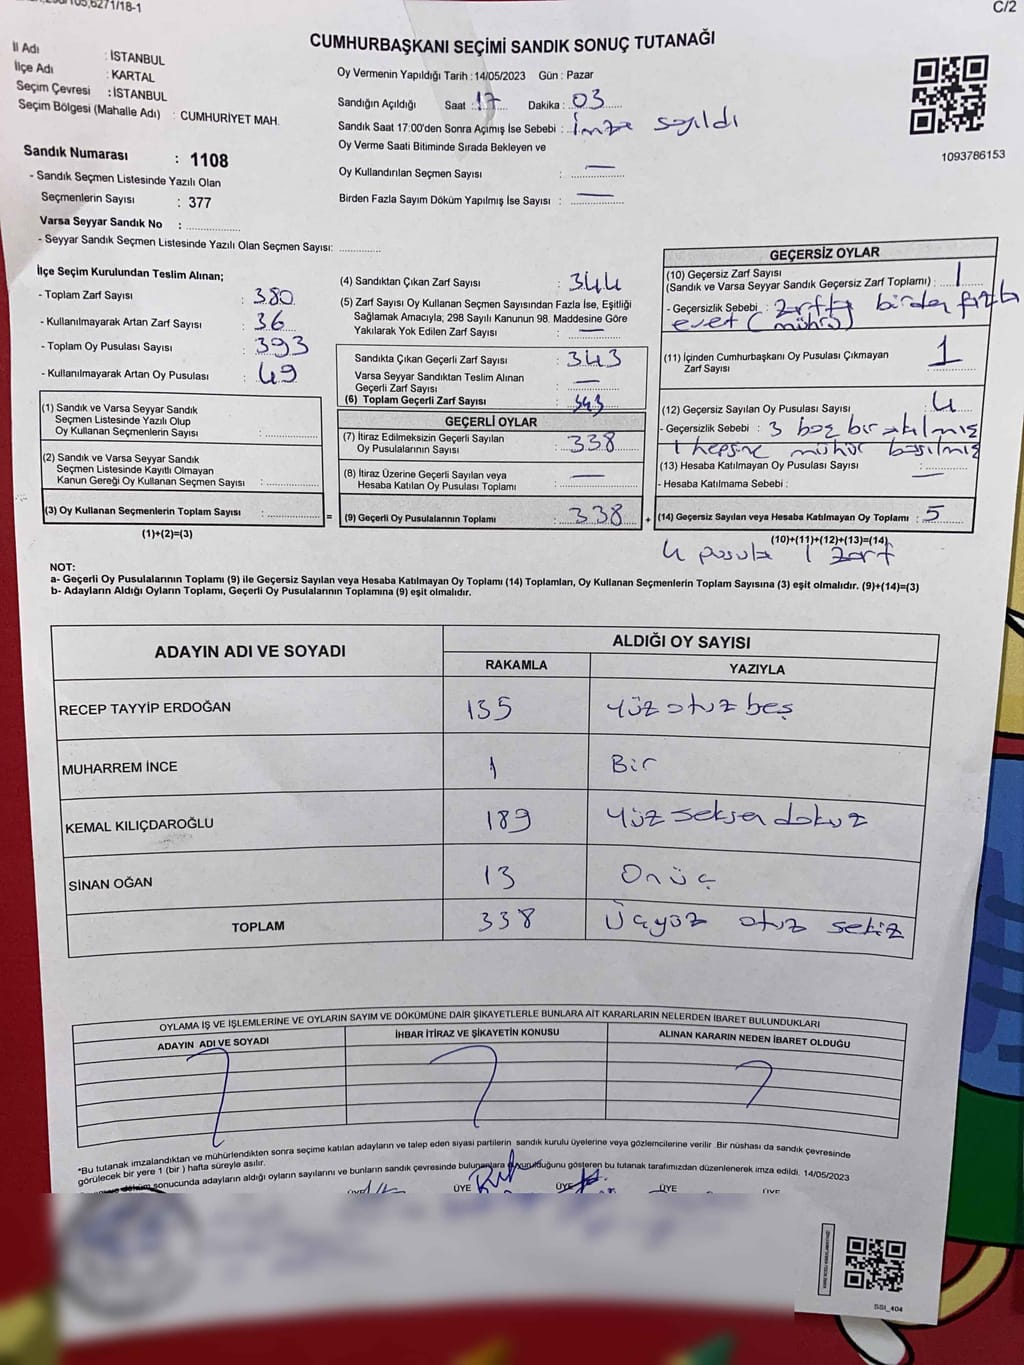 6271/18-1
C/2
CUMHURBAŞKANI SEÇİMİ SANDIK SONUÇ TUTANAĞI
İl Adı : İSTANBUL
İlçe Adı : KARTAL
Seçim Çevresi : İSTANBUL
Seçim Bölgesi (Mahalle Adı) : CUMHURİYET MAH.
Oy Vermenin Yapıldığı Tarih : 14/05/2023 Gün : Pazar
Sandığın Açıldığı Saat : 17 Dakika : 03
Sandık Saat 17:00'den Sonra Açımış İse Sebebi : İmza sayıldı
Oy Verme Saati Bitiminde Sırada Bekleyen ve
Oy Kullandırılan Seçmen Sayısı : —
Birden Fazla Sayım Döküm Yapılmış İse Sayısı : —
1093786153
Sandık Numarası : 1108
- Sandık Seçmen Listesinde Yazılı Olan
Seçmenlerin Sayısı : 377
Varsa Seyyar Sandık No :
- Seyyar Sandık Seçmen Listesinde Yazılı Olan Seçmen Sayısı:
İlçe Seçim Kurulundan Teslim Alınan;
- Toplam Zarf Sayısı : 380
- Kullanılmayarak Artan Zarf Sayısı : 36
- Toplam Oy Pusulası Sayısı : 393
- Kullanılmayarak Artan Oy Pusulası : 49
(1) Sandık ve Varsa Seyyar Sandık
Seçmen Listesinde Yazılı Olup
Oy Kullanan Seçmenlerin Sayısı :
(2) Sandık ve Varsa Seyyar Sandık
Seçmen Listesinde Kayıtlı Olmayan
Kanun Gereği Oy Kullanan Seçmen Sayısı :
(3) Oy Kullanan Seçmenlerin Toplam Sayısı :
(1)+(2)=(3)
=
(4) Sandıktan Çıkan Zarf Sayısı : 344
(5) Zarf Sayısı Oy Kullanan Seçmen Sayısından Fazla İse, Eşitliği
Sağlamak Amacıyla; 298 Sayılı Kanunun 98. Maddesine Göre
Yakılarak Yok Edilen Zarf Sayısı : —
Sandıkta Çıkan Geçerli Zarf Sayısı : 343
Varsa Seyyar Sandıktan Teslim Alınan
Geçerli Zarf Sayısı : —
(6) Toplam Geçerli Zarf Sayısı : 343
GEÇERLİ OYLAR
(7) İtiraz Edilmeksizin Geçerli Sayılan
Oy Pusulalarının Sayısı : 338
(8) İtiraz Üzerine Geçerli Sayılan veya
Hesaba Katılan Oy Pusulası Toplamı : —
(9) Geçerli Oy Pusulalarının Toplamı : 338
+
GEÇERSİZ OYLAR
(10) Geçersiz Zarf Sayısı
(Sandık ve Varsa Seyyar Sandık Geçersiz Zarf Toplamı) : 1
- Geçersizlik Sebebi : zarfta birden fazla
evet (mührü)
(11) İçinden Cumhurbaşkanı Oy Pusulası Çıkmayan
Zarf Sayısı : 1
(12) Geçersiz Sayılan Oy Pusulası Sayısı : 4
- Geçersizlik Sebebi : 3 boş bırakılmış
1 hepsine mühür basılmış
(13) Hesaba Katılmayan Oy Pusulası Sayısı : —
- Hesaba Katılmama Sebebi :
(14) Geçersiz Sayılan veya Hesaba Katılmayan Oy Toplamı : 5
(10)+(11)+(12)+(13)=(14)
4 pusula 1 zarf
NOT:
a- Geçerli Oy Pusulalarının Toplamı (9) ile Geçersiz Sayılan veya Hesaba Katılmayan Oy Toplamı (14) Toplamları, Oy Kullanan Seçmenlerin Toplam Sayısına (3) eşit olmalıdır. (9)+(14)=(3)
b- Adayların Aldığı Oyların Toplamı, Geçerli Oy Pusulalarının Toplamına (9) eşit olmalıdır.
ADAYIN ADI VE SOYADI
ALDIĞI OY SAYISI
RAKAMLA YAZIYLA
RECEP TAYYİP ERDOĞAN 135 Yüz otuz beş
MUHARREM İNCE 1 Bir
KEMAL KILIÇDAROĞLU 189 Yüz seksen dokuz
SİNAN OĞAN 13 On üç
TOPLAM 338 Üçyüz otuz sekiz
OYLAMA İŞ VE İŞLEMLERİNE VE OYLARIN SAYIM VE DÖKÜMÜNE DAİR ŞİKAYETLERLE BUNLARA AİT KARARLARIN NELERDEN İBARET BULUNDUKLARI
ADAYIN ADI VE SOYADI İHBAR İTİRAZ VE ŞİKAYETİN KONUSU ALINAN KARARIN NEDEN İBARET OLDUĞU
*Bu tutanak imzalandıktan ve mühürlendikten sonra seçime katılan adayların ve talep eden siyasi partilerin sandık kurulu üyelerine veya gözlemcilerine verilir. Bir nüshası da sandık çevresinde
görülecek bir yere 1 (bir) hafta süreyle asılır.
döküm sonucunda adayların aldığı oyların sayılarını ve bunların sandık çevresinde bulunanlara duyurulduğunu gösteren bu tutanak tarafımızdan düzenlenerek imza edildi. 14/05/2023
ÜYE ÜYE ÜYE ÜYE ÜYE
SSI_404